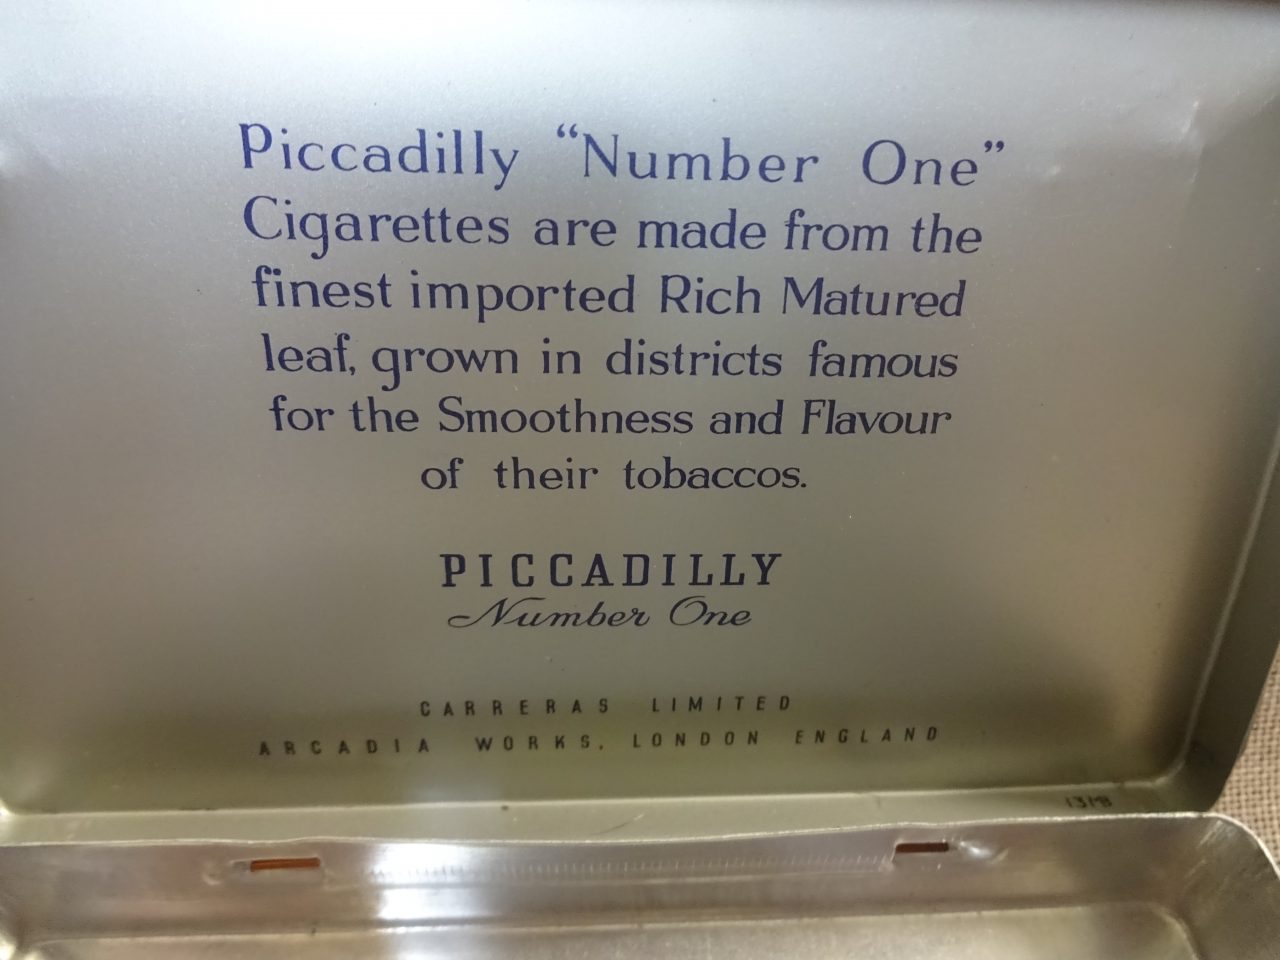 Piccadilly “Number One”
Cigarettes are made from the
finest imported Rich Matured
leaf, grown in districts famous
for the Smoothness and Flavour
of their tobaccos.
PICCADILLY
Number One
CARRERAS LIMITED
ARCADIA WORKS, LONDON ENGLAND